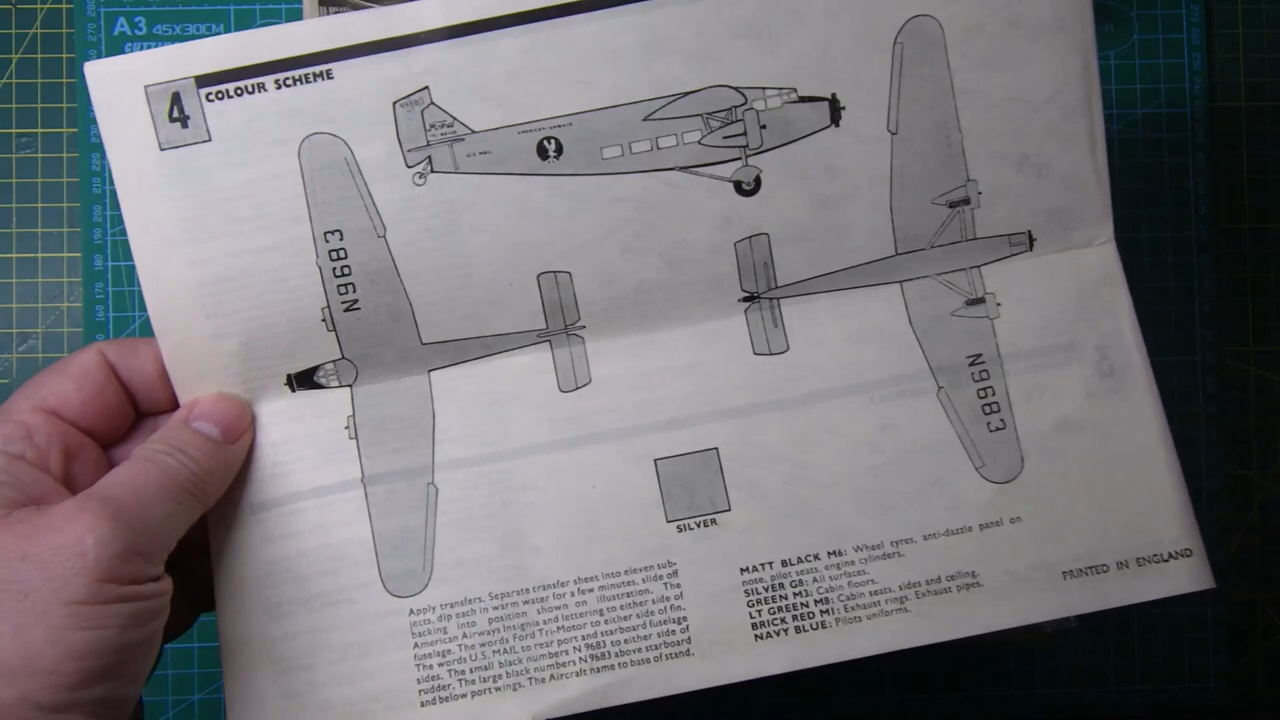 A3 45X30CM
4
COLOUR SCHEME
AMERICAN AIRWAYS
U.S. MAIL
N9683
N9683
SILVER
Apply transfers. Separate transfer sheet into eleven sub-
jects, dip each in warm water for a few minutes, slide off
backing into position shown on illustration. The
American Airways Insignia and lettering to either side of
fuselage. The words Ford Tri-Motor to either side of fin.
The words U.S. MAIL to rear port and starboard fuselage
sides. The small black numbers N 9683 to either side of
rudder. The large black numbers N 9683 above starboard
and below port wings. The Aircraft name to base of stand.
MATT BLACK M6: Wheel tyres, anti-dazzle panel on
nose, pilot seats, engine cylinders.
SILVER G8: All surfaces.
GREEN M3: Cabin floors.
LT GREEN M8: Cabin seats, sides and ceiling.
BRICK RED M1: Exhaust rings. Exhaust pipes.
NAVY BLUE: Pilots uniforms.
PRINTED IN ENGLAND